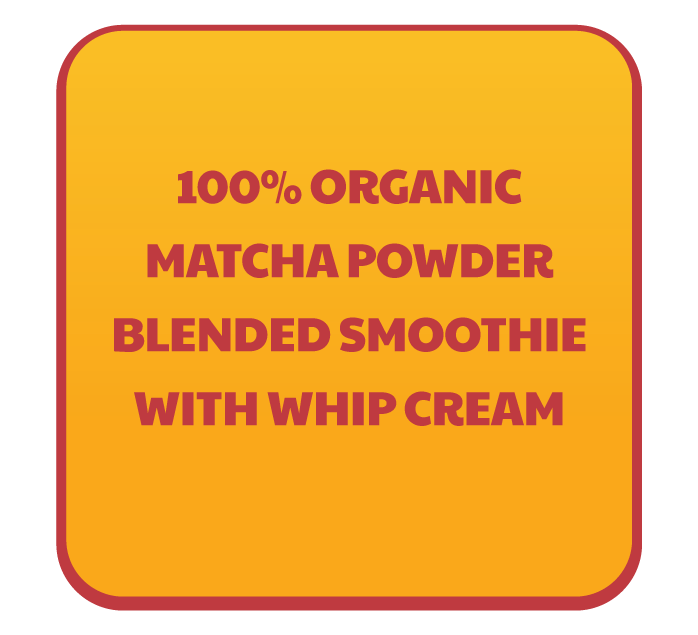 100% ORGANIC
MATCHA POWDER
BLENDED SMOOTHIE
WITH WHIP CREAM